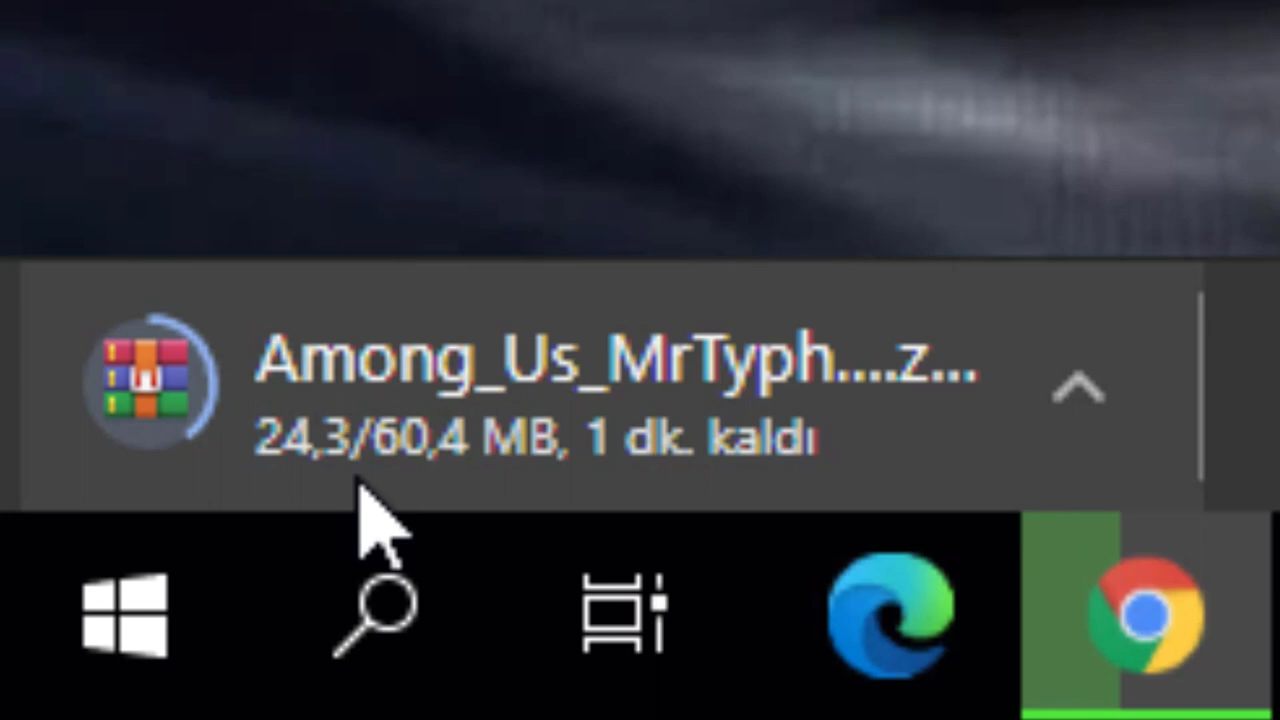 Among_Us_MrTyph....z...
24,3/60,4 MB, 1 dk. kaldı